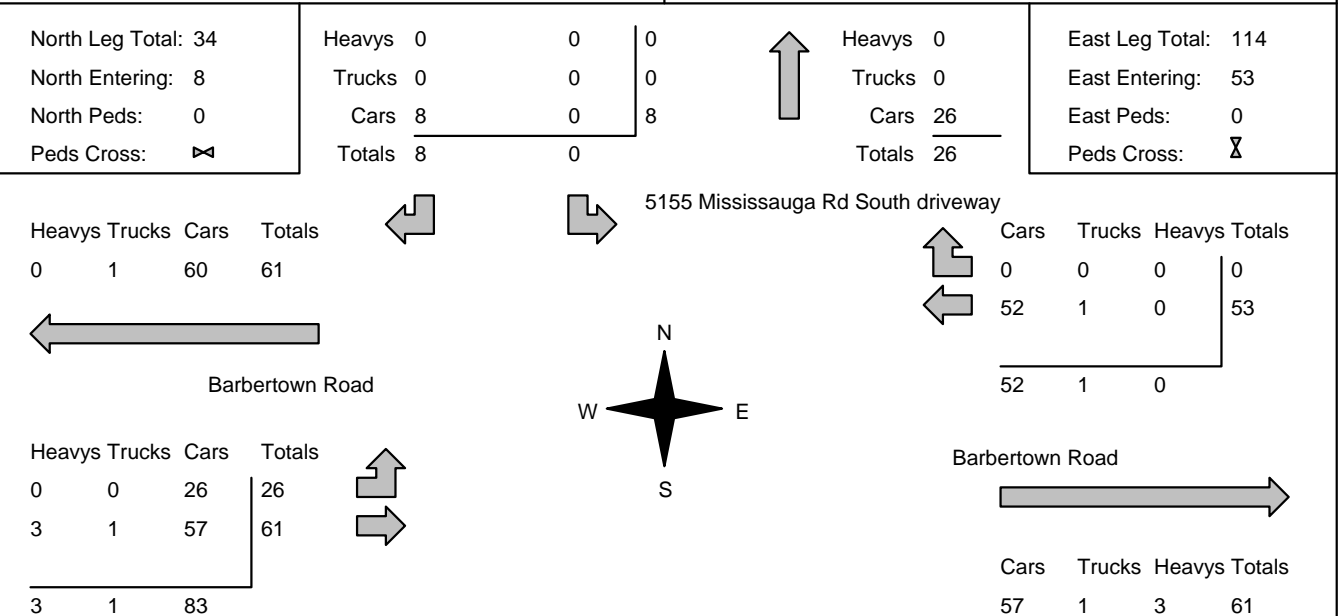 North Leg Total: 34
North Entering: 8
North Peds: 0
Peds Cross: ⋈
Heavys 0 0 0
Trucks 0 0 0
Cars 8 0 8
Totals 8 0
Heavys 0
Trucks 0
Cars 26
Totals 26
East Leg Total: 114
East Entering: 53
East Peds: 0
Peds Cross: ⧖
5155 Mississauga Rd South driveway
Heavys Trucks Cars Totals
0 1 60 61
Cars Trucks Heavys Totals
0 0 0 0
52 1 0 53
52 1 0
Barbertown Road
N
W E
S
Heavys Trucks Cars Totals
0 0 26 26
3 1 57 61
3 1 83
Barbertown Road
Cars Trucks Heavys Totals
57 1 3 61